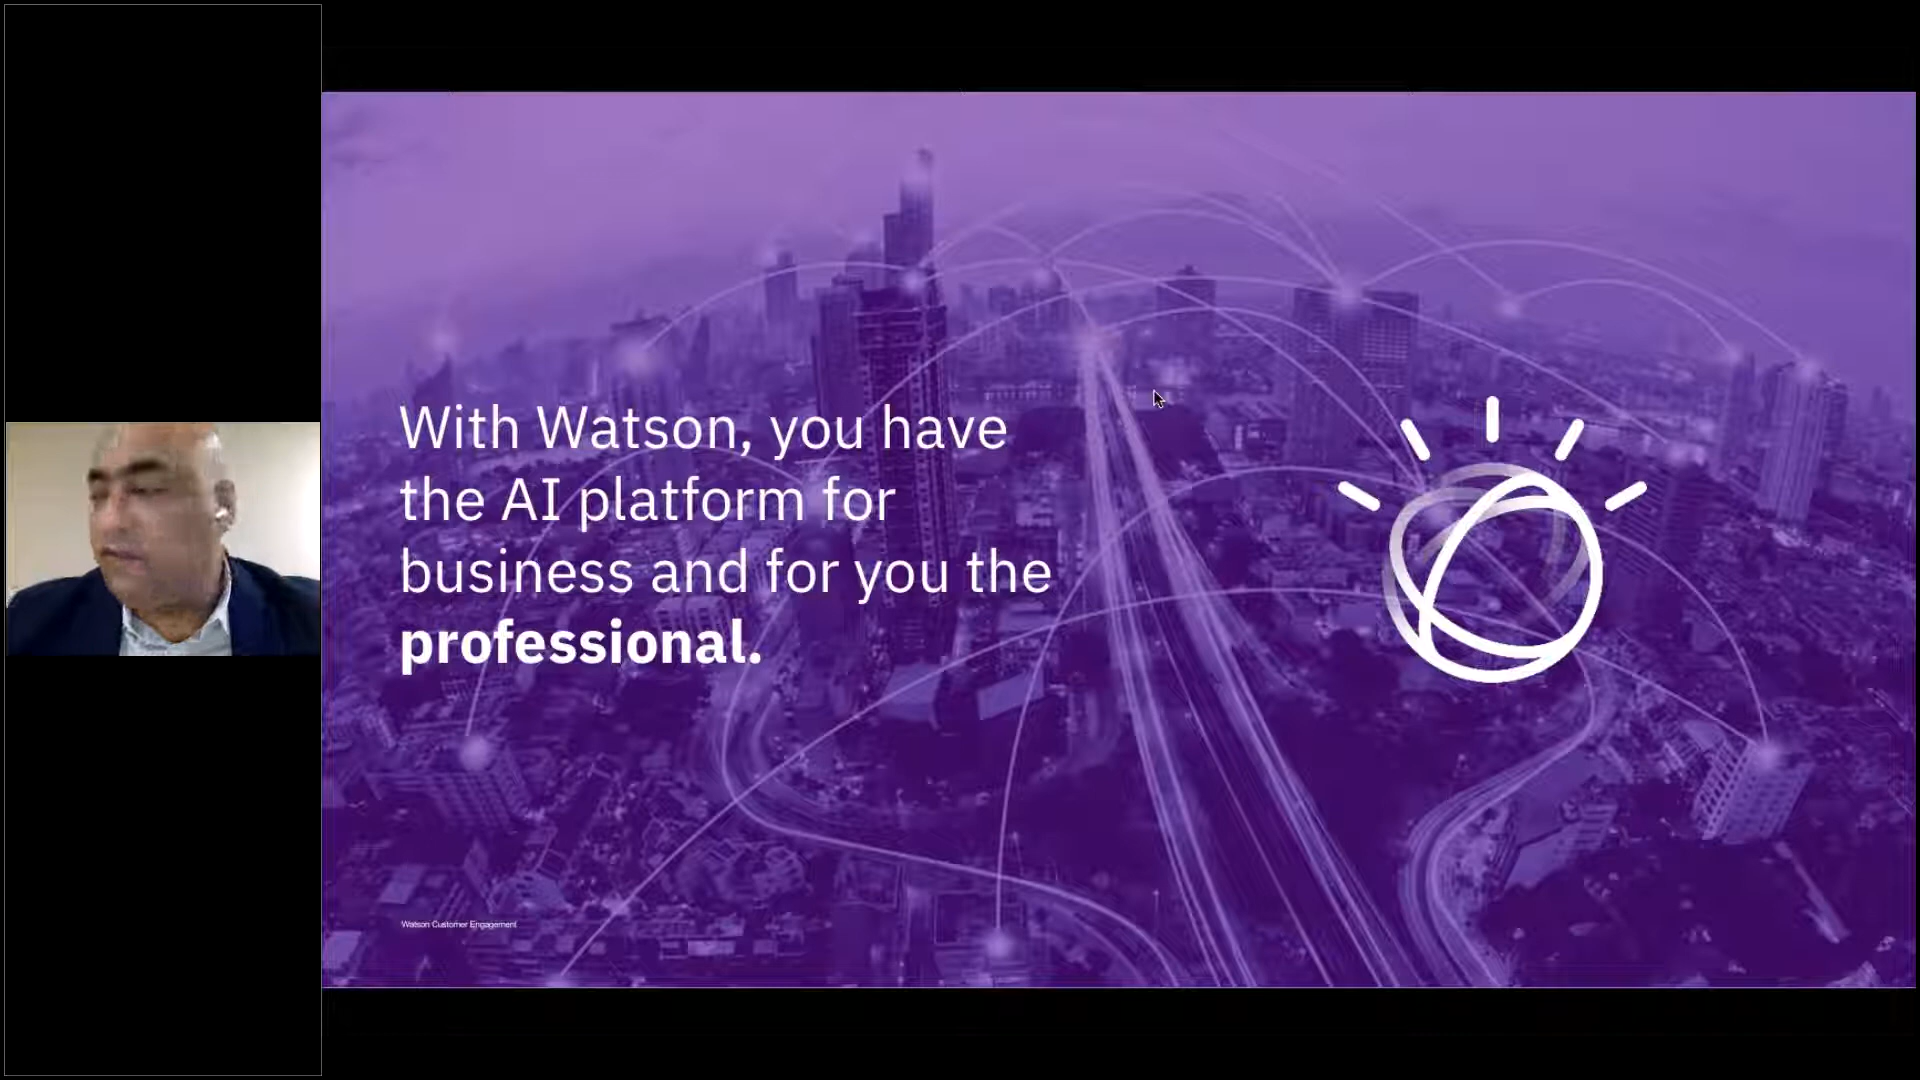 With Watson, you have
the AI platform for
business and for you the
professional.
Watson Customer Engagement